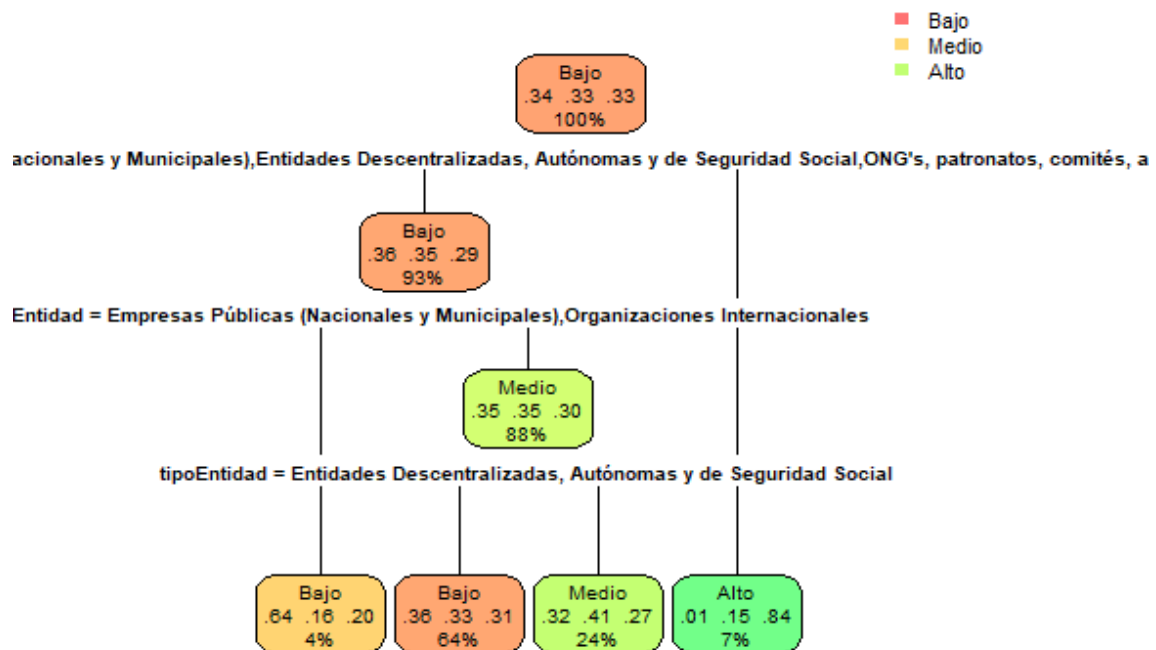 Bajo
Medio
Alto
Bajo
.34 .33 .33
100%
acionales y Municipales),Entidades Descentralizadas, Autónomas y de Seguridad Social,ONG's, patronatos, comités, a
Bajo
.36 .35 .29
93%
Entidad = Empresas Públicas (Nacionales y Municipales),Organizaciones Internacionales
Medio
.35 .35 .30
88%
tipoEntidad = Entidades Descentralizadas, Autónomas y de Seguridad Social
Bajo
.64 .16 .20
4%
Bajo
.36 .33 .31
64%
Medio
.32 .41 .27
24%
Alto
.01 .15 .84
7%